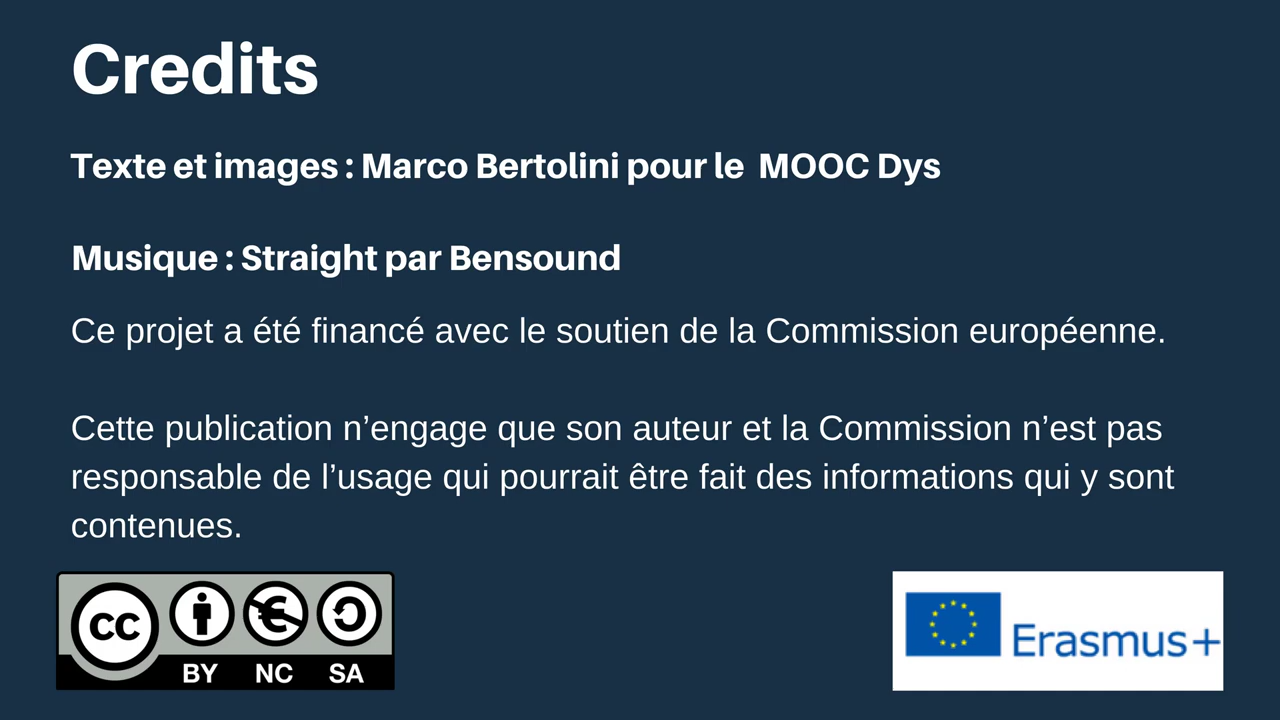 Credits
Texte et images : Marco Bertolini pour le MOOC Dys
Musique : Straight par Bensound
Ce projet a été financé avec le soutien de la Commission européenne.
Cette publication n’engage que son auteur et la Commission n’est pas
responsable de l’usage qui pourrait être fait des informations qui y sont
contenues.
cc
BY NC SA
Erasmus+